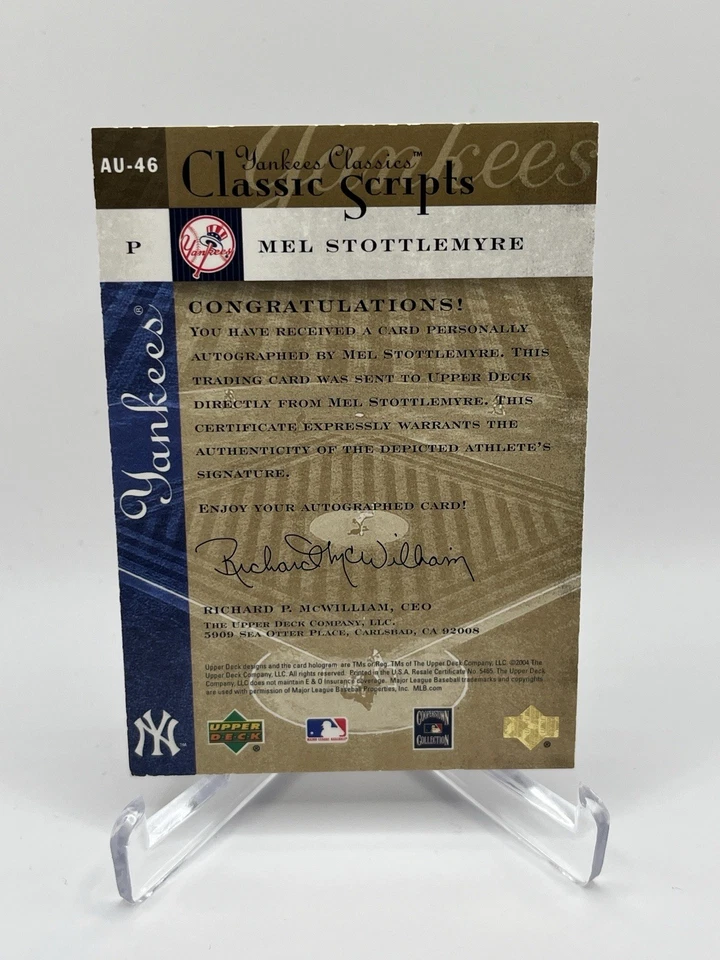 AU-46
Yankees
Yankees Classics™
Classic Scripts
P
Yankees
MEL STOTTLEMYRE
Yankees®
CONGRATULATIONS!
YOU HAVE RECEIVED A CARD PERSONALLY
AUTOGRAPHED BY MEL STOTTLEMYRE. THIS
TRADING CARD WAS SENT TO UPPER DECK
DIRECTLY FROM MEL STOTTLEMYRE. THIS
CERTIFICATE EXPRESSLY WARRANTS THE
AUTHENTICITY OF THE DEPICTED ATHLETE'S
SIGNATURE.
ENJOY YOUR AUTOGRAPHED CARD!
Richard McWilliam
RICHARD P. MCWILLIAM, CEO
THE UPPER DECK COMPANY, LLC.
5909 SEA OTTER PLACE, CARLSBAD, CA 92008
Upper Deck designs and the card hologram are TMs or Reg. TMs of The Upper Deck Company, LLC. ©2004 The
Upper Deck Company, LLC. All rights reserved. Printed in the U.S.A. Resale Certificate No. 5465. The Upper Deck
Company, LLC does not maintain E & O Insurance coverage. Major League Baseball trademarks and copyrights
are used with permission of Major League Baseball Properties, Inc. MLB.com
NY™
UPPER
DECK®
COOPERSTOWN
COLLECTION
®